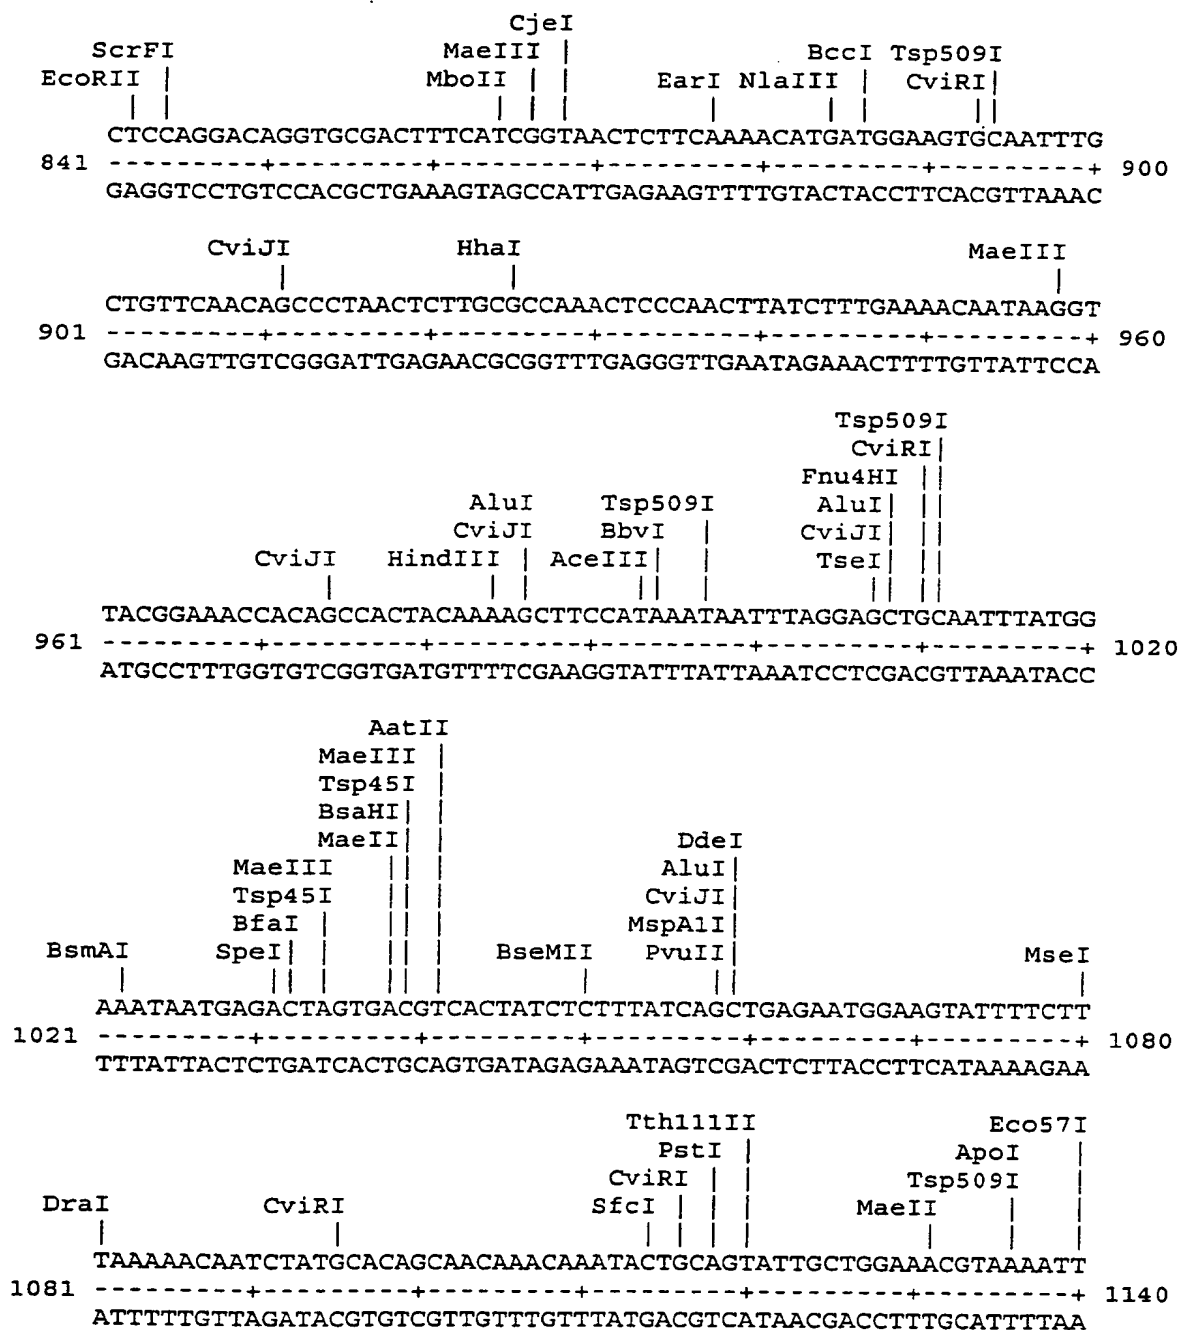 CjeI
ScrFI MaeIII BccI Tsp509I
EcoRII MboII EarI NlaIII CviRI
CTCCAGGACAGGTGCGACTTTCATCGGTAACTCTTCAAAACATGATGGAAGTGCAATTTG
841 ---------+---------+---------+---------+---------+---------+ 900
GAGGTCCTGTCCACGCTGAAAGTAGCCATTGAGAAGTTTTGTACTACCTTCACGTTAAAC
CviJI HhaI MaeIII
CTGTTCAACAGCCCTAACTCTTGCGCCAAACTCCCAACTTATCTTTGAAAACAATAAGGT
901 ---------+---------+---------+---------+---------+---------+ 960
GACAAGTTGTCGGGATTGAGAACGCGGTTTGAGGGTTGAATAGAAACTTTTGTTATTCCA
Tsp509I
CviRI
Fnu4HI
AluI Tsp509I AluI
CviJI BbvI CviJI
CviJI HindIII AceIII TseI
TACGGAAACCACAGCCACTACAAAAGCTTCCATAAATAATTTAGGAGCTGCAATTTATGG
961 ---------+---------+---------+---------+---------+---------+ 1020
ATGCCTTTGGTGTCGGTGATGTTTTCGAAGGTATTTATTAAATCCTCGACGTTAAATACC
AatII
MaeIII
Tsp45I
BsaHI
MaeII DdeI
MaeIII AluI
Tsp45I CviJI
BfaI MspA1I
BsmAI SpeI BseMII PvuII MseI
AAATAATGAGACTAGTGACGTCACTATCTCTTTATCAGCTGAGAATGGAAGTATTTTCTT
1021 ---------+---------+---------+---------+---------+---------+ 1080
TTTATTACTCTGATCACTGCAGTGATAGAGAAATAGTCGACTCTTACCTTCATAAAAGAA
Tth111II Eco57I
PstI ApoI
CviRI Tsp509I
DraI CviRI SfcI MaeII
TAAAAACAATCTATGCACAGCAACAAACAAATACTGCAGTATTGCTGGAAACGTAAAATT
1081 ---------+---------+---------+---------+---------+---------+ 1140
ATTTTTGTTAGATACGTGTCGTTGTTTGTTTATGACGTCATAACGACCTTTGCATTTTAA